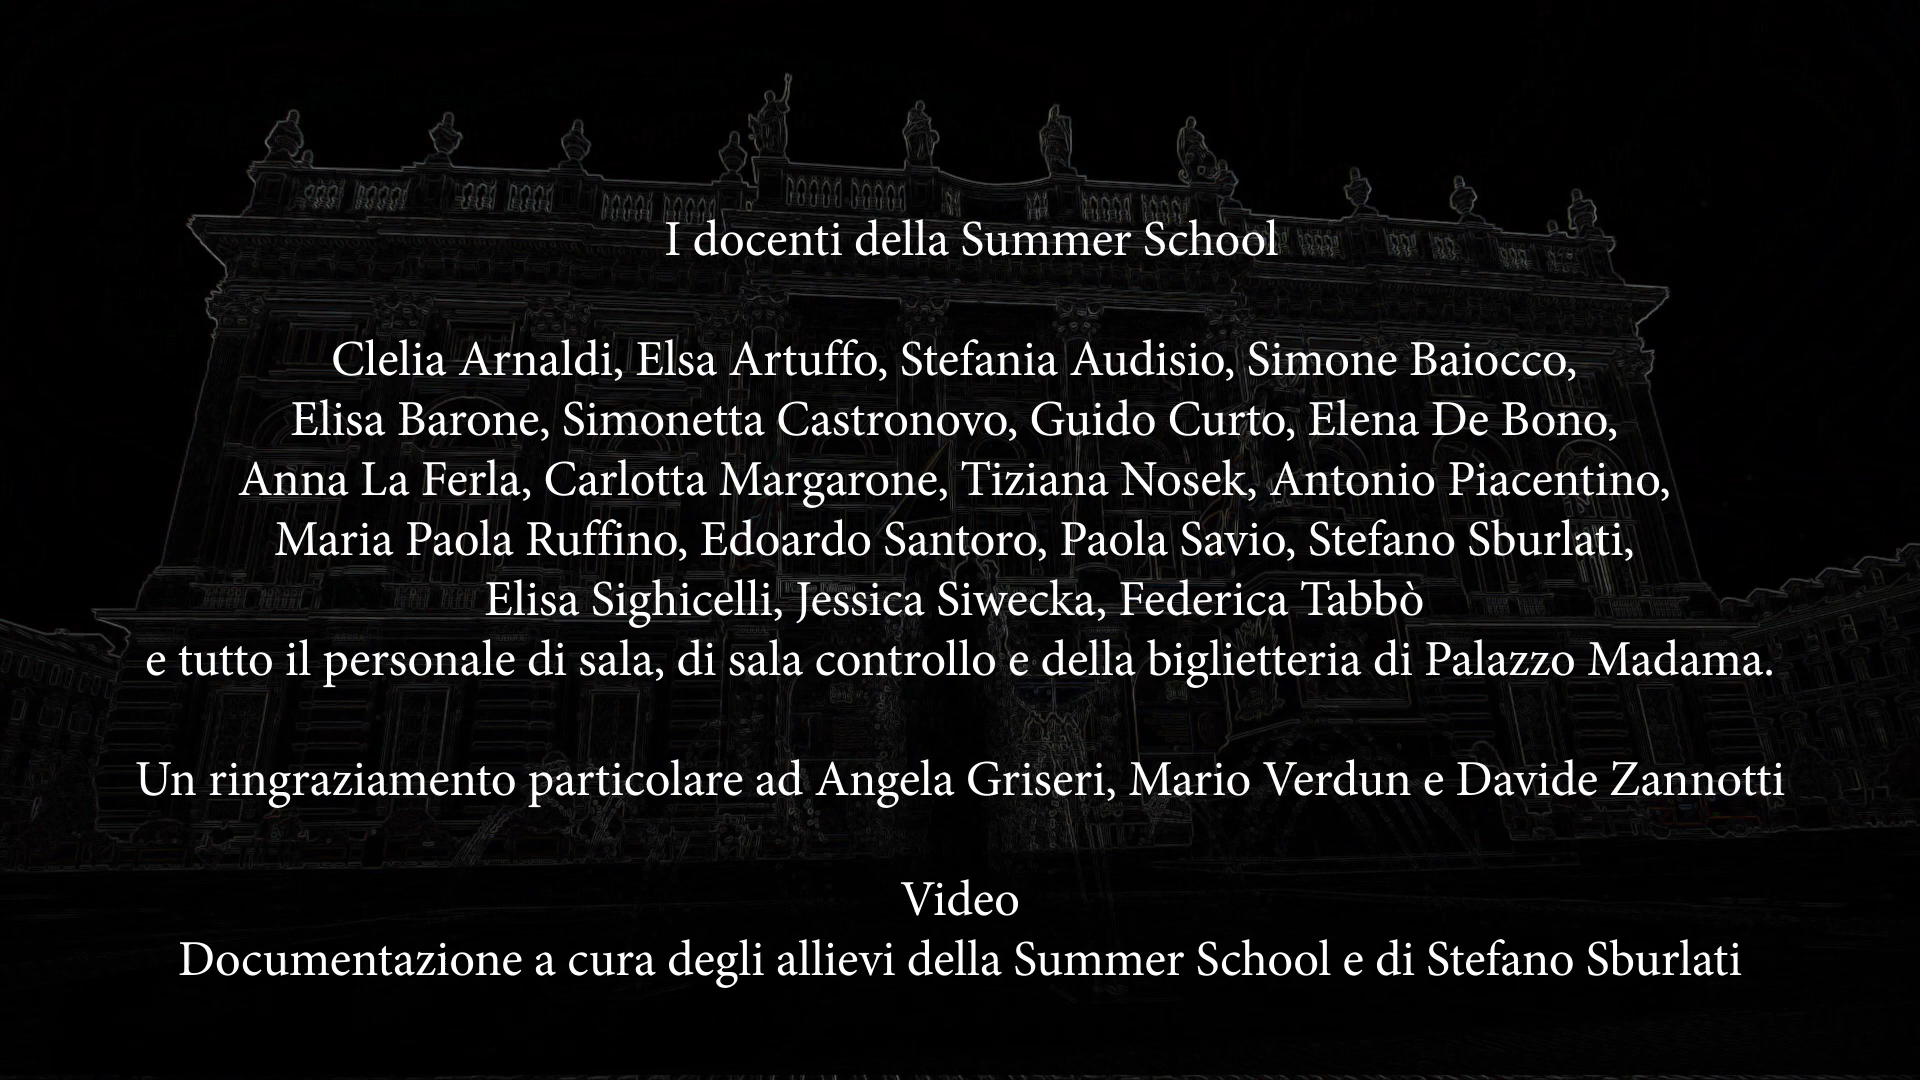 I docenti della Summer School
Clelia Arnaldi, Elsa Artuffo, Stefania Audisio, Simone Baiocco,
Elisa Barone, Simonetta Castronovo, Guido Curto, Elena De Bono,
Anna La Ferla, Carlotta Margarone, Tiziana Nosek, Antonio Piacentino,
Maria Paola Ruffino, Edoardo Santoro, Paola Savio, Stefano Sburlati,
Elisa Sighicelli, Jessica Siwecka, Federica Tabbò
e tutto il personale di sala, di sala controllo e della biglietteria di Palazzo Madama.
Un ringraziamento particolare ad Angela Griseri, Mario Verdun e Davide Zannotti
Video
Documentazione a cura degli allievi della Summer School e di Stefano Sburlati